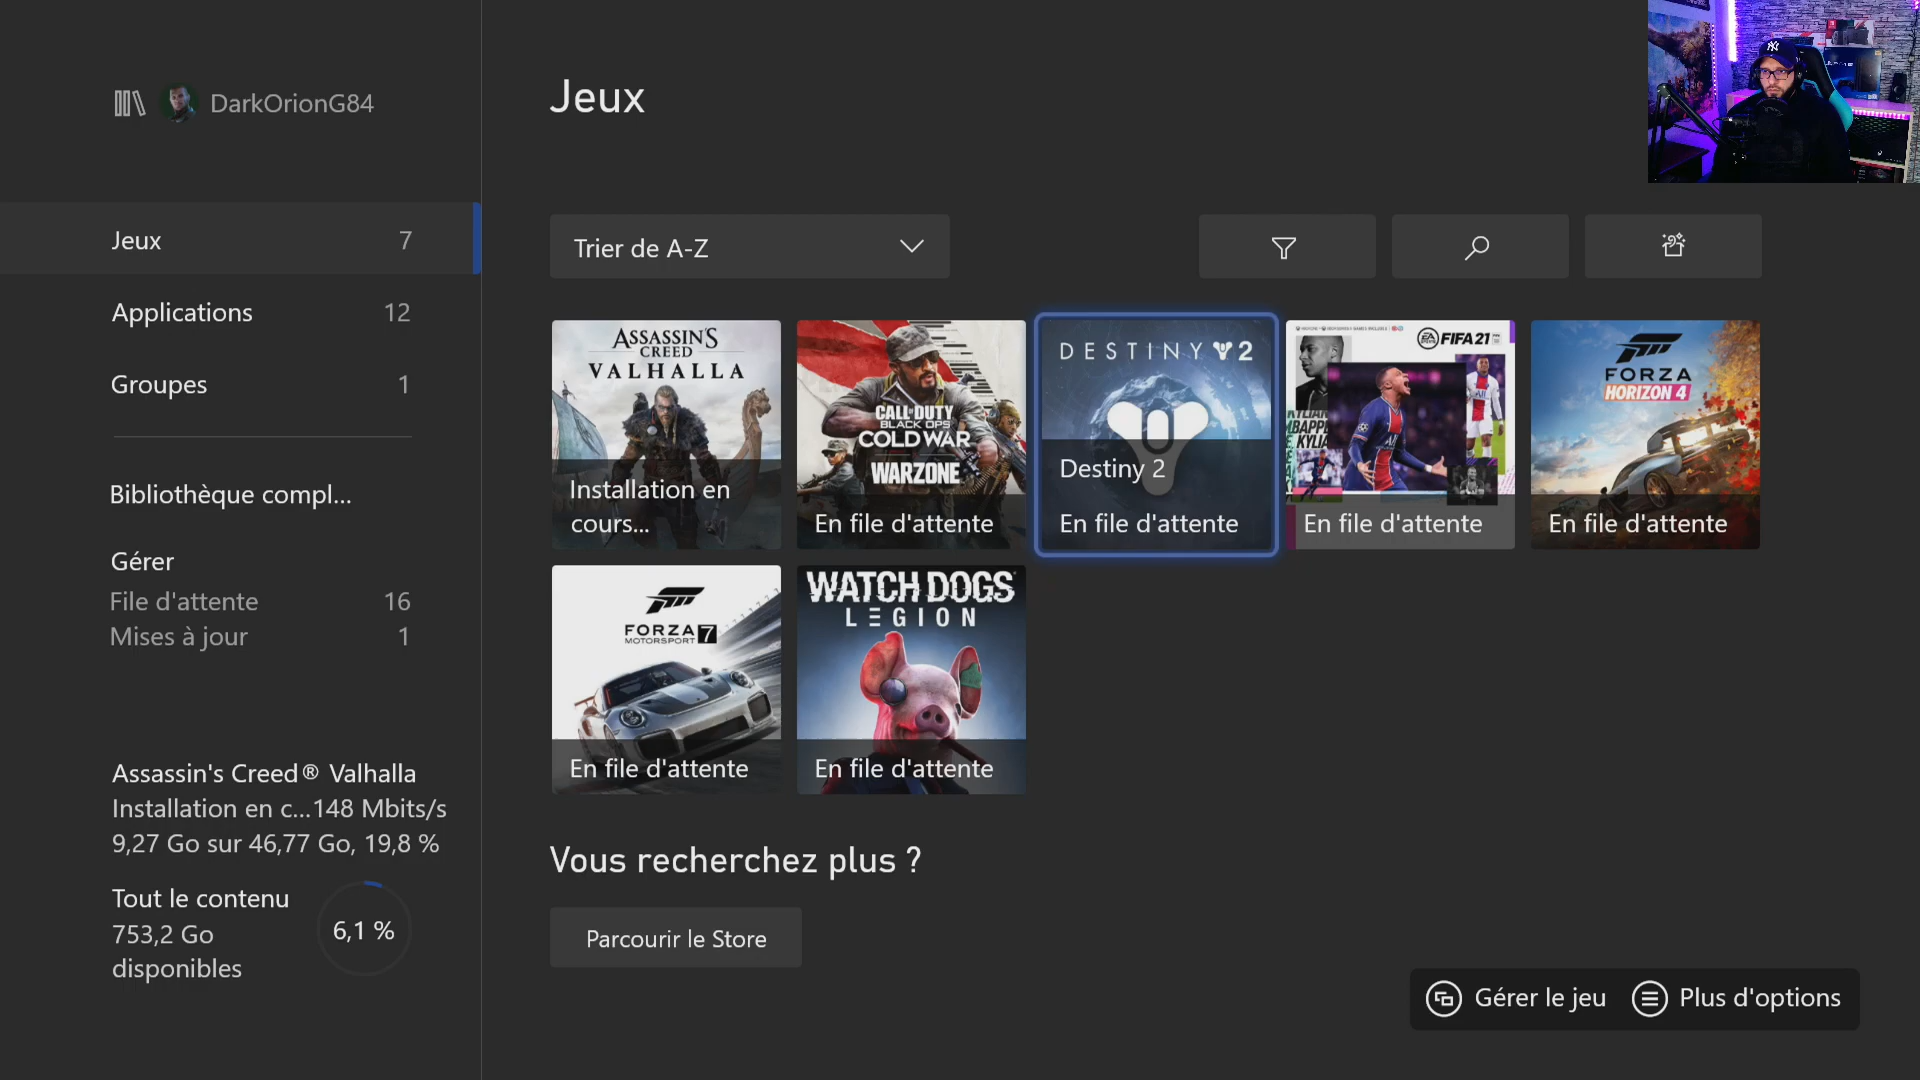 DarkOrionG84
Jeux
Jeux 7
Applications 12
Groupes 1
Bibliothèque compl...
Gérer
File d'attente 16
Mises à jour 1
Assassin's Creed® Valhalla
Installation en c...148 Mbits/s
9,27 Go sur 46,77 Go, 19,8 %
Tout le contenu
753,2 Go
disponibles
6,1 %
Trier de A-Z
ASSASSIN'S
CREED
VALHALLA
Installation en
cours...
CALL OF DUTY
BLACK OPS
COLD WAR
WARZONE
En file d'attente
DESTINY 2
Destiny 2
En file d'attente
EA SPORTS FIFA 21
KYLIAN
MBAPPÉ
KYLIA
En file d'attente
FORZA
HORIZON 4
En file d'attente
FORZA
MOTORSPORT 7
En file d'attente
WATCH DOGS
LEGION
En file d'attente
Vous recherchez plus ?
Parcourir le Store
Gérer le jeu
Plus d'options